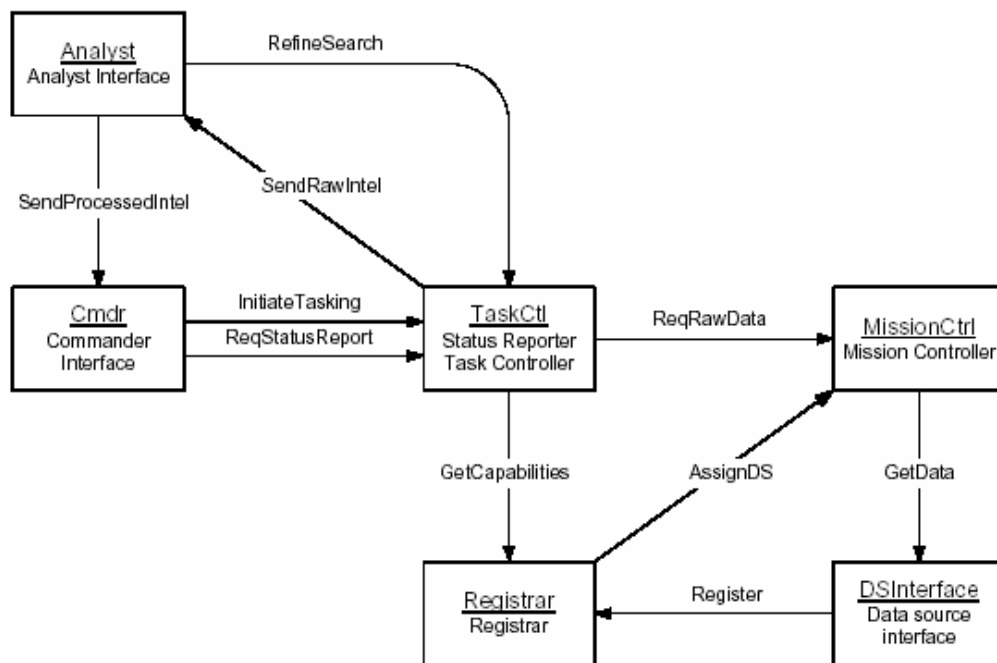 Analyst
Analyst Interface
RefineSearch
SendRawIntel
SendProcessedIntel
Cmdr
Commander
Interface
InitiateTasking
ReqStatusReport
TaskCtl
Status Reporter
Task Controller
ReqRawData
MissionCtrl
Mission Controller
GetCapabilities
AssignDS
GetData
Registrar
Registrar
Register
DSInterface
Data source
interface